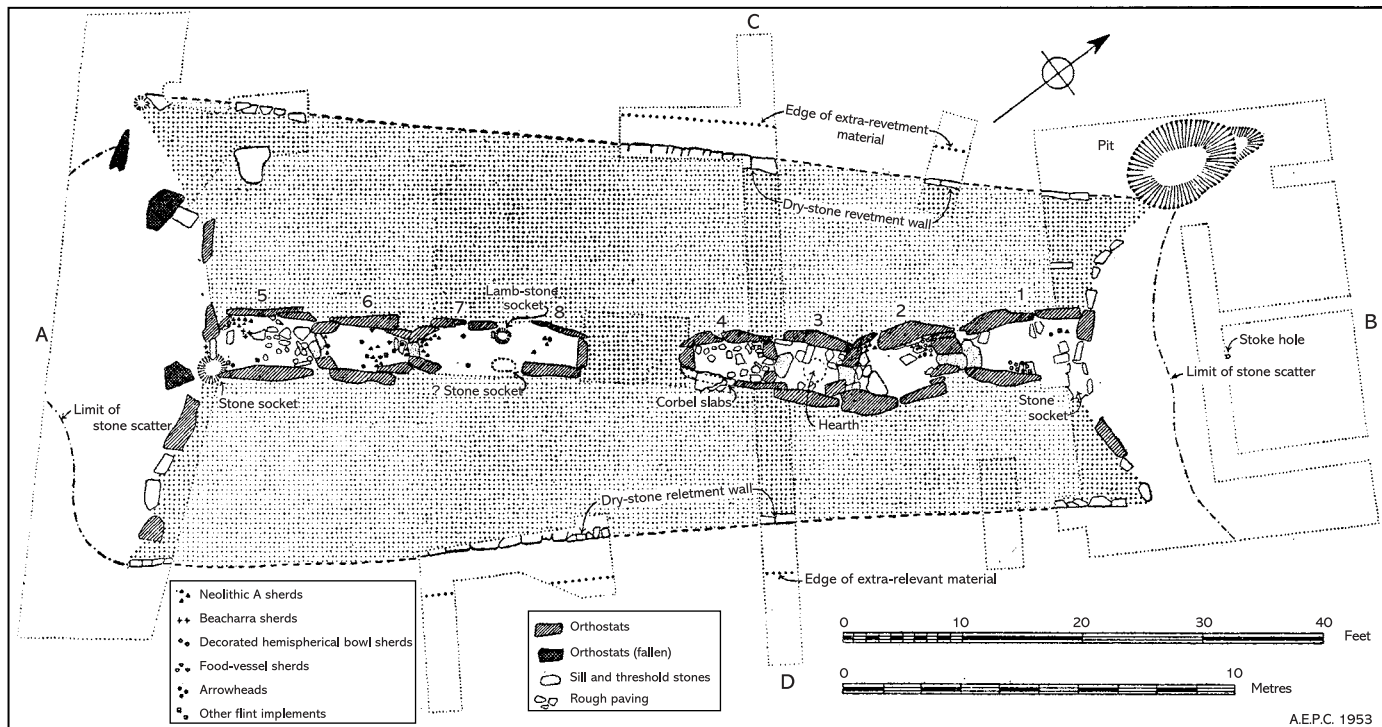 C
Edge of extra-revetment
material
Pit
Dry-stone revetment wall
5
6
7
Lamb-stone
socket
8
4
3
2
1
A
B
Stoke hole
Limit of stone scatter
Limit of
stone scatter
Stone socket
? Stone socket
Corbel slabs
Hearth
Stone
socket
Dry-stone reletment wall
Edge of extra-relevant material
Neolithic A sherds
Beacharra sherds
Decorated hemispherical bowl sherds
Food-vessel sherds
Arrowheads
Other flint implements
Orthostats
Orthostats (fallen)
Sill and threshold stones
Rough paving
D
0 10 20 30 40
Feet
0 10
Metres
A.E.P.C. 1953